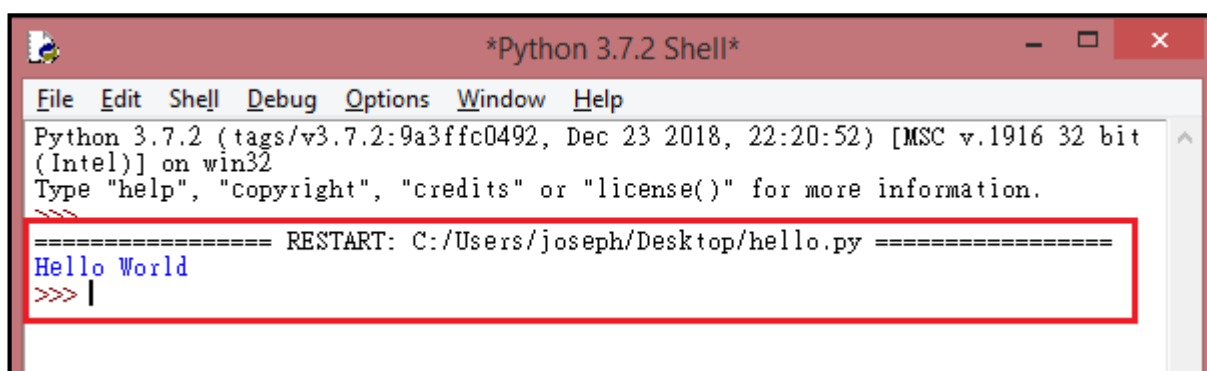 *Python 3.7.2 Shell*
File Edit Shell Debug Options Window Help
Python 3.7.2 (tags/v3.7.2:9a3ffc0492, Dec 23 2018, 22:20:52) [MSC v.1916 32 bit
(Intel)] on win32
Type "help", "copyright", "credits" or "license()" for more information.
>>>
================= RESTART: C:/Users/joseph/Desktop/hello.py =================
Hello World
>>>